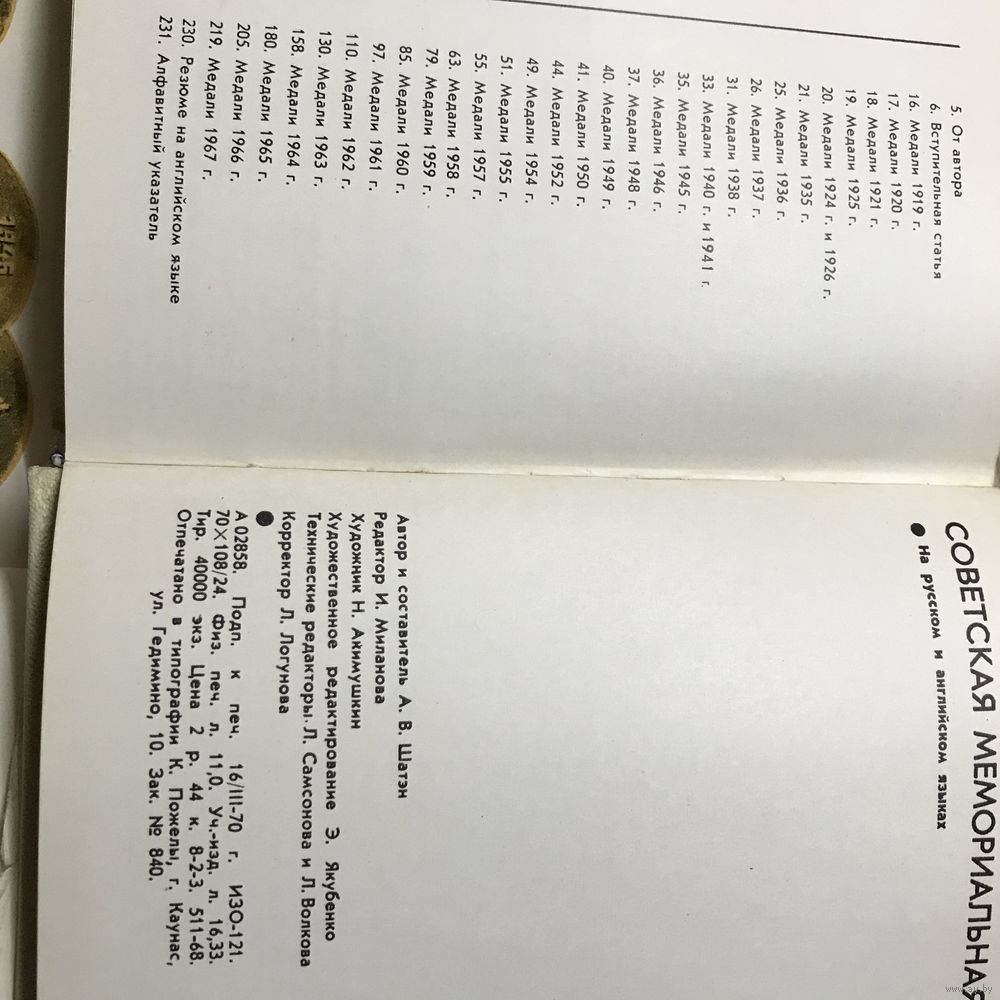 5. От автора
6. Вступительная статья
16. Медали 1919 г.
17. Медали 1920 г.
18. Медали 1921 г.
19. Медали 1925 г.
20. Медали 1924 г. и 1926 г.
21. Медали 1935 г.
25. Медали 1936 г.
26. Медали 1937 г.
31. Медали 1938 г.
33. Медали 1940 г. и 1941 г.
35. Медали 1945 г.
36. Медали 1946 г.
37. Медали 1948 г.
40. Медали 1949 г.
41. Медали 1950 г.
44. Медали 1952 г.
49. Медали 1954 г.
51. Медали 1955 г.
55. Медали 1957 г.
63. Медали 1958 г.
79. Медали 1959 г.
85. Медали 1960 г.
97. Медали 1961 г.
110. Медали 1962 г.
130. Медали 1963 г.
158. Медали 1964 г.
180. Медали 1965 г.
205. Медали 1966 г.
219. Медали 1967 г.
230. Резюме на английском языке
231. Алфавитный указатель
СОВЕТСКАЯ МЕМОРИАЛЬНАЯ
● На русском и английском языках
Автор и составитель А. В. Шатэн
Редактор И. Миланова
Художник Н. Акимушкин
Художественное редактирование Э. Якубенко
Технические редакторы Л. Самсонова и Л. Волкова
Корректор Л. Логунова
●
А 02858. Подп. к печ. 16/III-70 г. ИЗО-121.
70×108/24. Физ. печ. л. 11,0. Уч.-изд. л. 16,33.
Тир. 40000 экз. Цена 2 р. 44 к. 8-2-3. 511-68.
Отпечатано в типографии К. Пожелы, г. Каунас,
ул. Гедимино, 10. Зак. № 840.